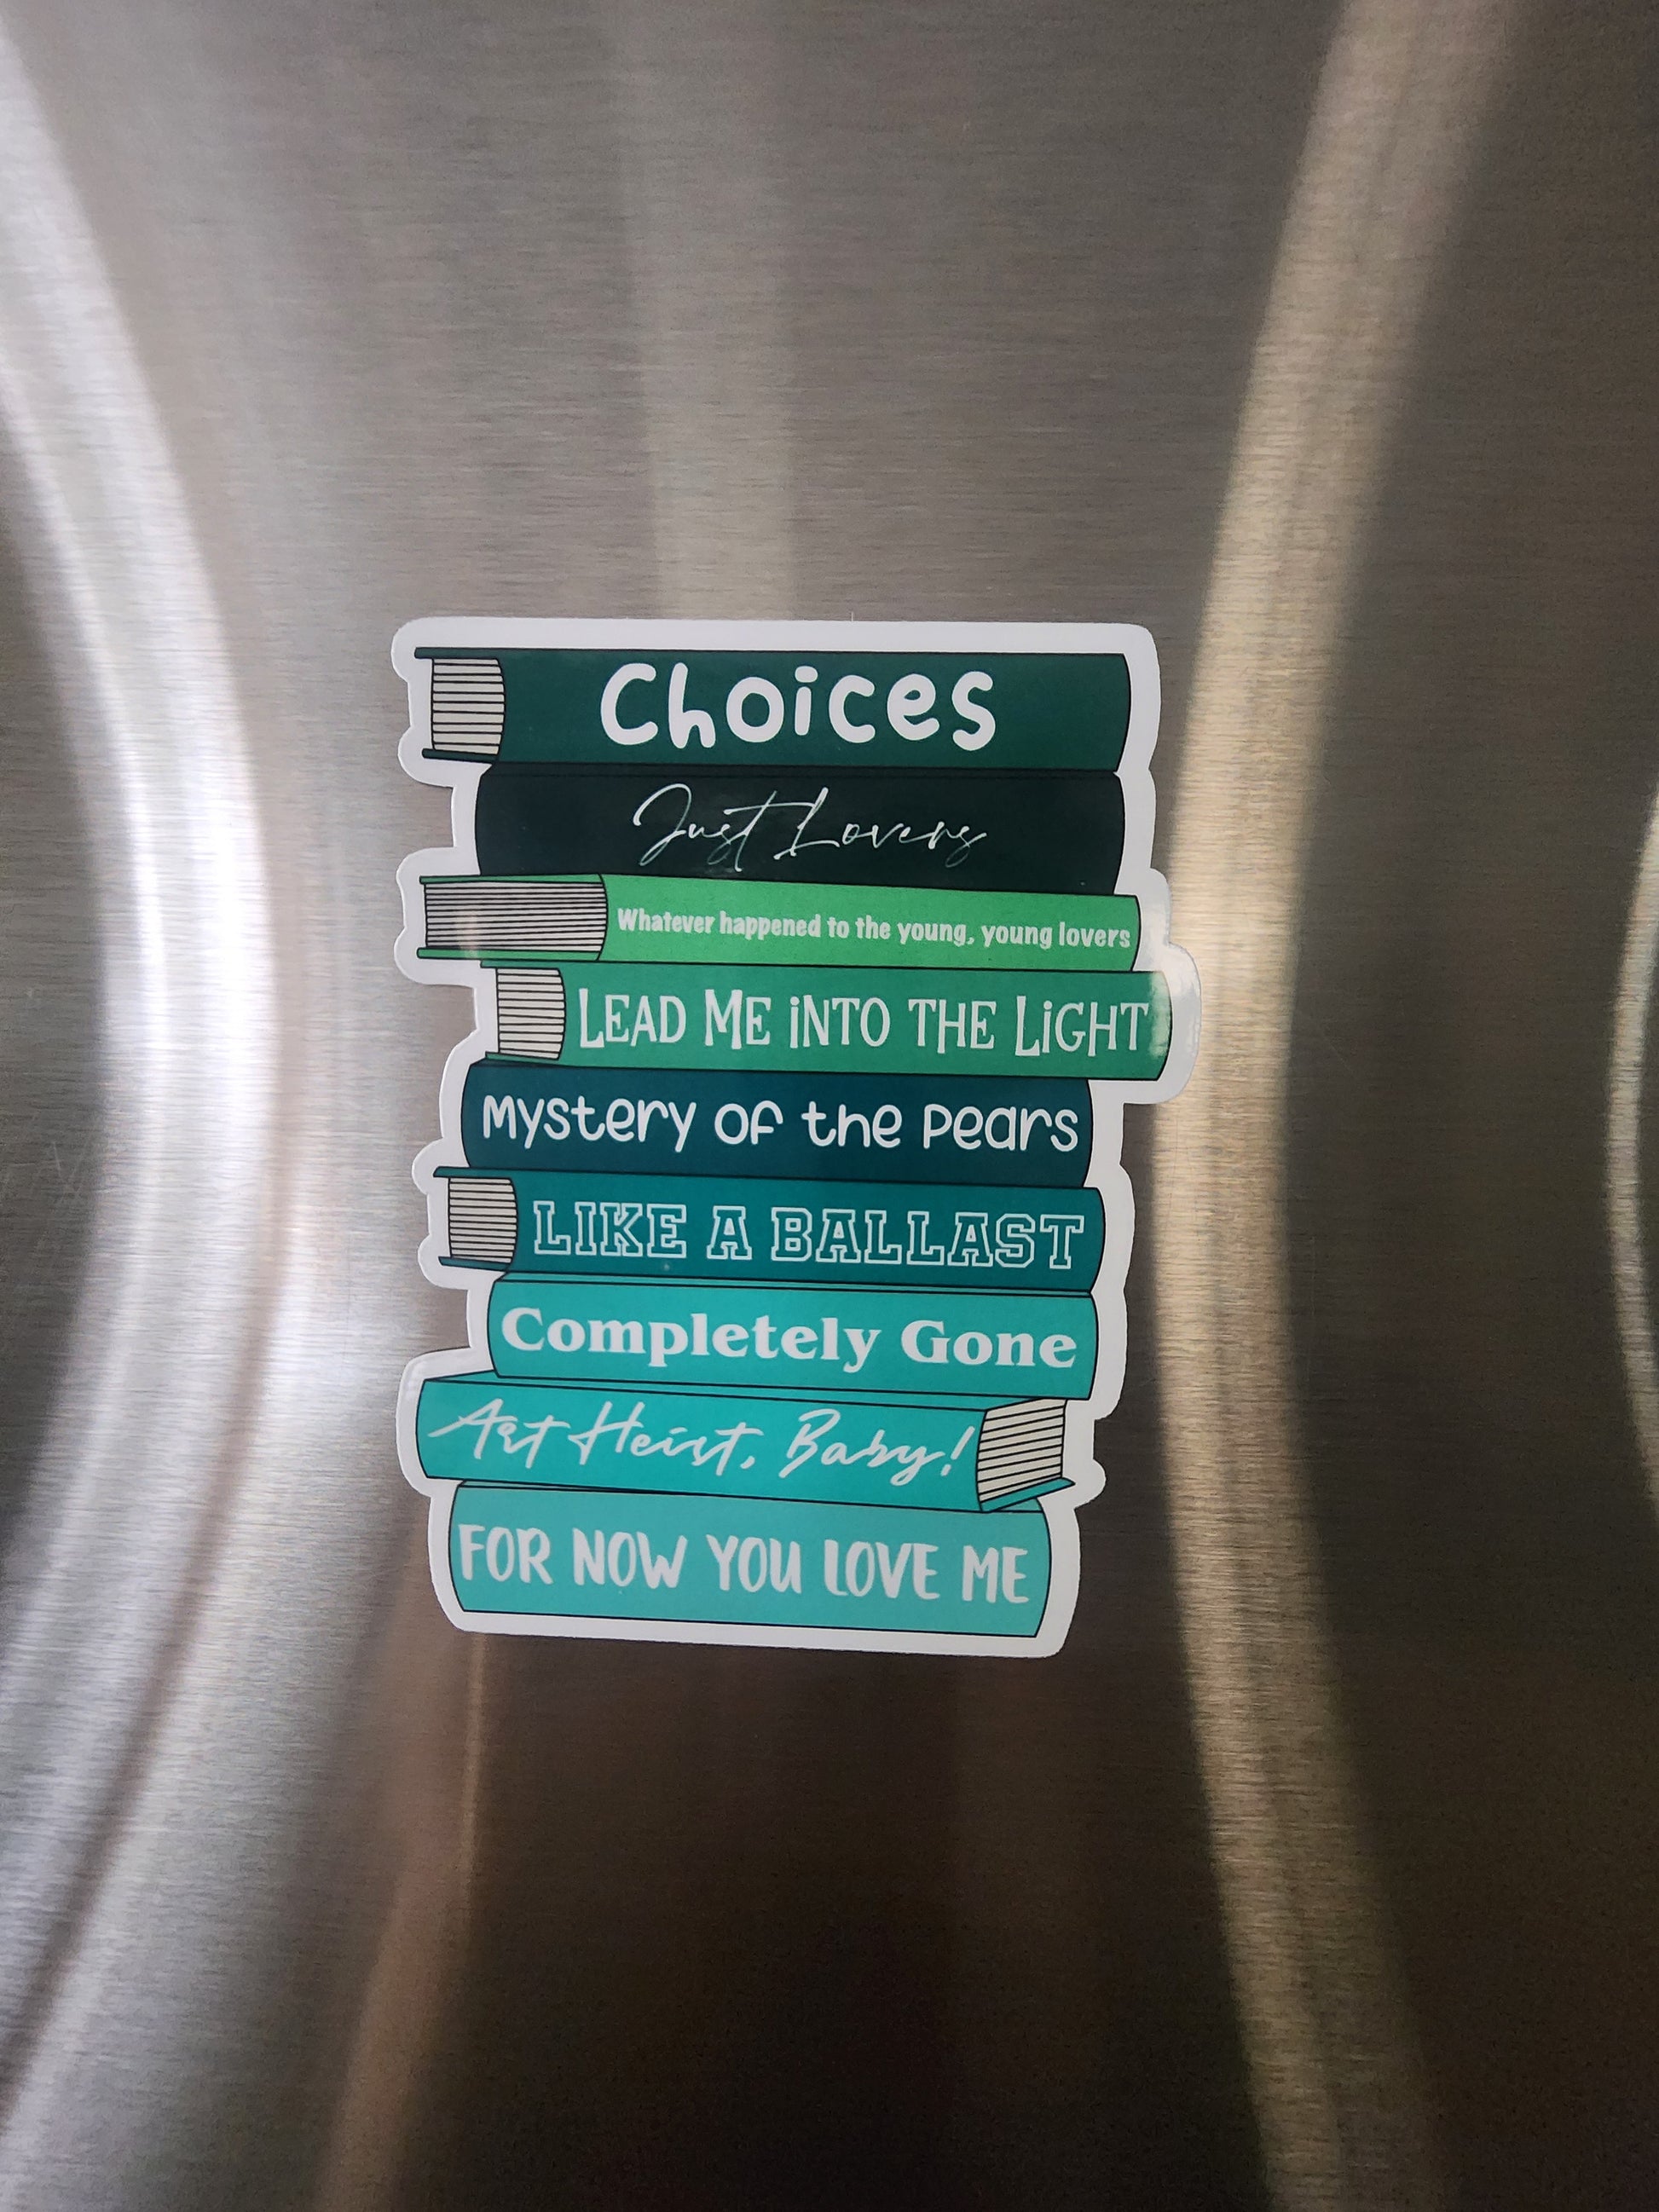 Choices
Just Lovers
Whatever happened to the young, young lovers
LEAD ME iNTO THE LiGHT
Mystery of the Pears
LIKE A BALLAST
Completely Gone
Art Heist, Baby!
FOR NOW YOU LOVE ME